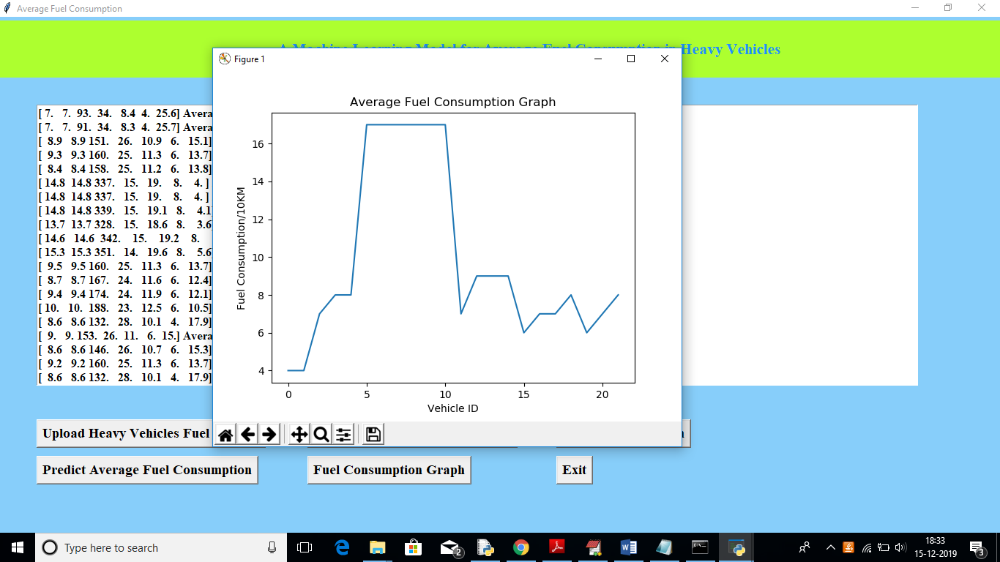 Average Fuel Consumption
Heavy Vehicles
Figure 1
Average Fuel Consumption Graph
16
14
12
10
8
6
4
Fuel Consumption/10KM
0 5 10 15 20
Vehicle ID
[ 7. 7. 93. 34. 8.4 4. 25.6] Avera
[ 7. 7. 91. 34. 8.3 4. 25.7] Avera
[ 8.9 8.9 151. 26. 10.9 6. 15.1]
[ 9.3 9.3 160. 25. 11.3 6. 13.7]
[ 8.4 8.4 158. 25. 11.2 6. 13.8]
[ 14.8 14.8 337. 15. 19. 8. 4. ]
[ 14.8 14.8 337. 15. 19. 8. 4. ]
[ 14.8 14.8 339. 15. 19.1 8. 4.1
[ 13.7 13.7 328. 15. 18.6 8. 3.6
[ 14.6 14.6 342. 15. 19.2 8.
[ 15.3 15.3 351. 14. 19.6 8. 5.6
[ 9.5 9.5 160. 25. 11.3 6. 13.7]
[ 8.7 8.7 167. 24. 11.6 6. 12.4]
[ 9.4 9.4 174. 24. 11.9 6. 12.1]
[ 10. 10. 188. 23. 12.5 6. 10.5]
[ 8.6 8.6 132. 28. 10.1 4. 17.9]
[ 9. 9. 153. 26. 11. 6. 15.] Avera
[ 8.6 8.6 146. 26. 10.7 6. 15.3]
[ 9.2 9.2 160. 25. 11.3 6. 13.7]
[ 8.6 8.6 132. 28. 10.1 4. 17.9]
Upload Heavy Vehicles Fuel
Predict Average Fuel Consumption
Fuel Consumption Graph
Exit
Type here to search
2
18:33
15-12-2019
3